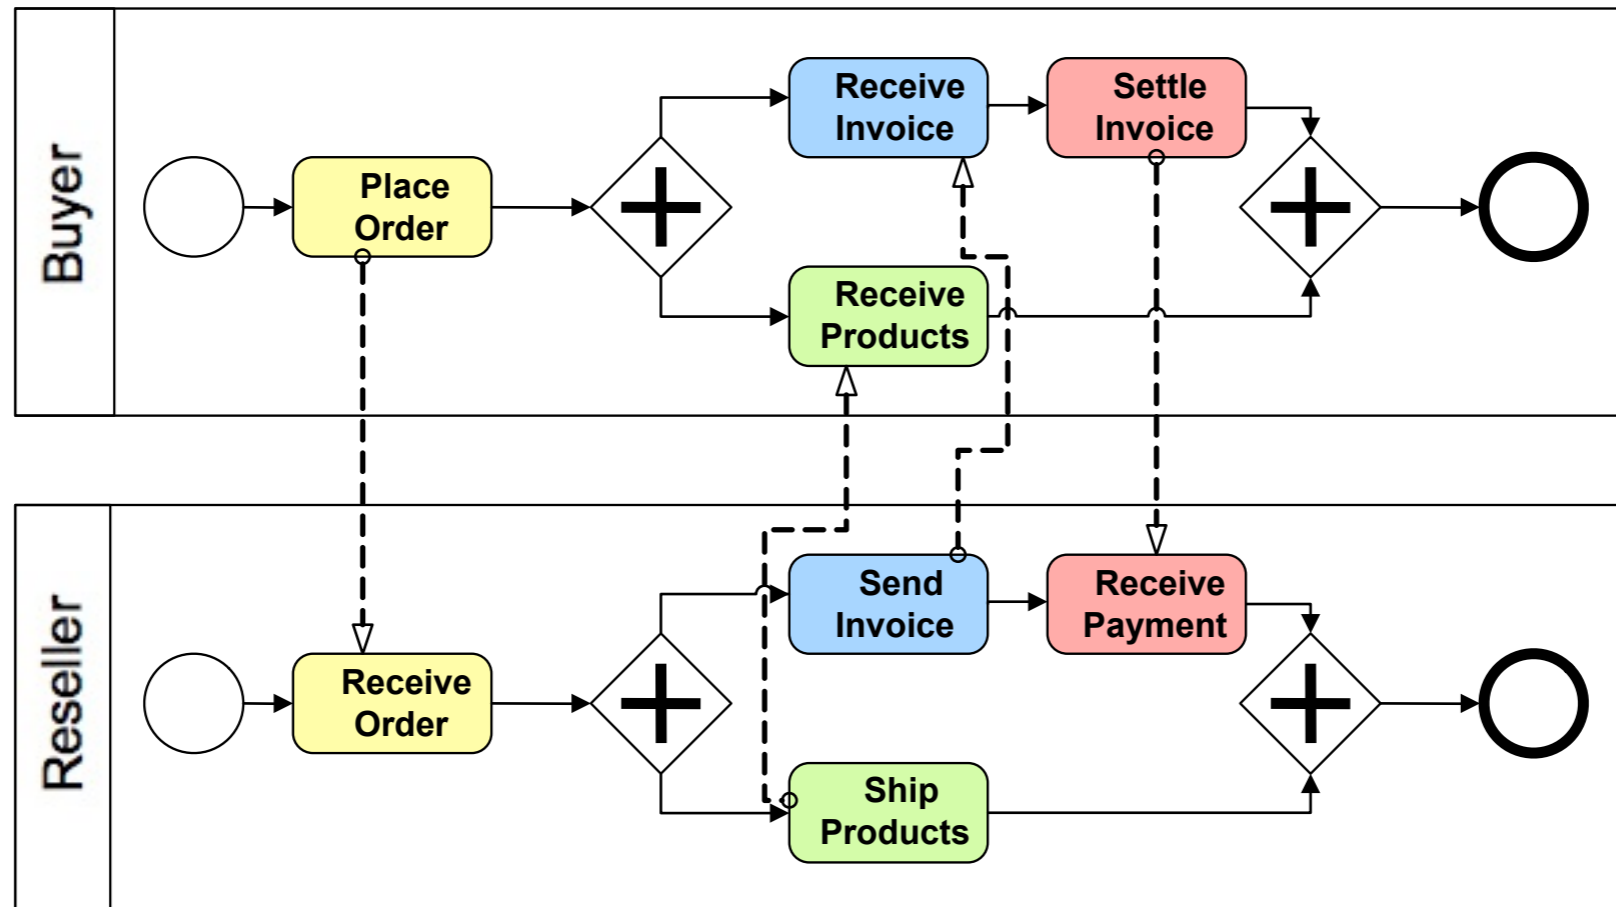 Buyer
Place
Order
Receive
Invoice
Settle
Invoice
Receive
Products
Reseller
Receive
Order
Send
Invoice
Receive
Payment
Ship
Products